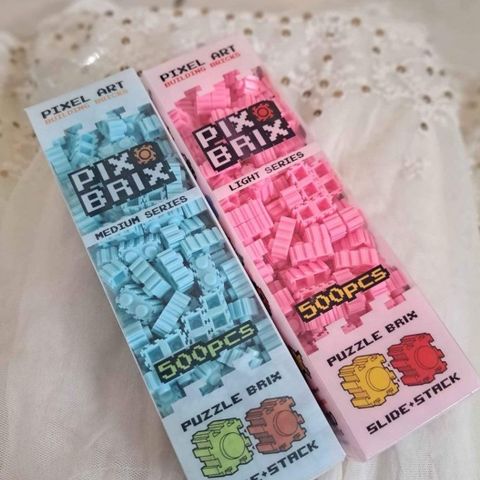 PIXEL ART
BUILDING BRICKS
PIX
BRIX
MEDIUM SERIES
500pcs
PUZZLE BRIX
E+STACK
PIXEL ART
BUILDING BRICKS
PIX
BRIX
LIGHT SERIES
500pcs
PUZZLE BRIX
SLIDE+STACK